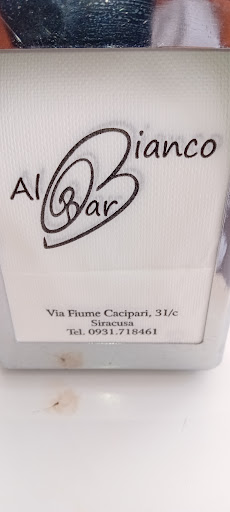 Al Bar Bianco
Via Fiume Cacipari, 31/c
Siracusa
Tel. 0931.718461